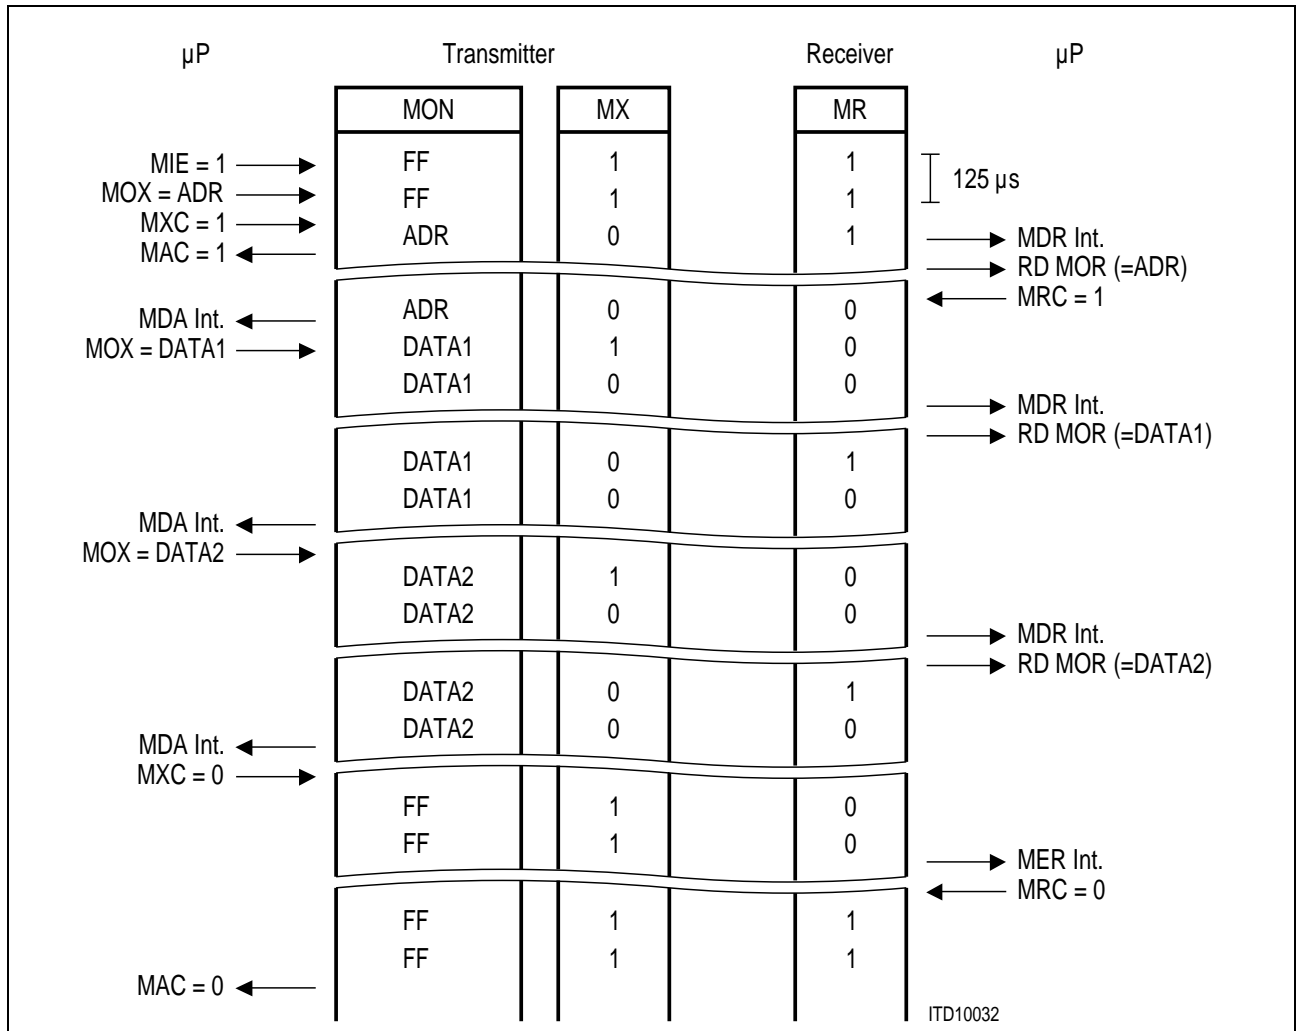 µP Transmitter Receiver µP
MON MX MR
MIE = 1 FF 1 1
125 µs
MOX = ADR FF 1 1
MXC = 1 ADR 0 1 MDR Int.
MAC = 1 RD MOR (=ADR)
MRC = 1
MDA Int. ADR 0 0
MOX = DATA1 DATA1 1 0
DATA1 0 0
MDR Int.
RD MOR (=DATA1)
DATA1 0 1
DATA1 0 0
MDA Int.
MOX = DATA2
DATA2 1 0
DATA2 0 0
MDR Int.
RD MOR (=DATA2)
DATA2 0 1
DATA2 0 0
MDA Int.
MXC = 0
FF 1 0
FF 1 0
MER Int.
MRC = 0
FF 1 1
FF 1 1
MAC = 0
ITD10032